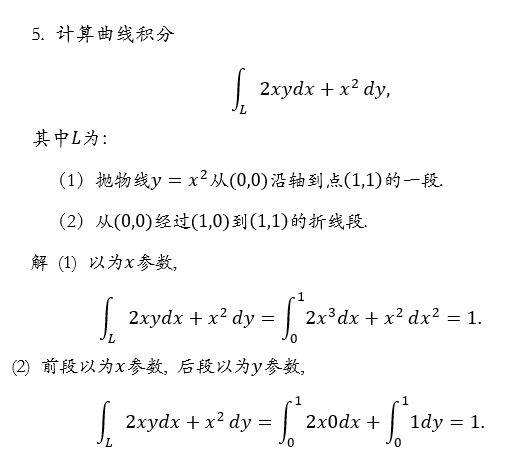 5. 计算曲线积分
∫_L 2xydx + x² dy,
其中L为:
(1) 抛物线y = x²从(0,0)沿轴到点(1,1)的一段.
(2) 从(0,0)经过(1,0)到(1,1)的折线段.
解 (1) 以为x参数,
∫_L 2xydx + x² dy = ∫_0^1 2x³dx + x² dx² = 1.
(2) 前段以为x参数, 后段以为y参数,
∫_L 2xydx + x² dy = ∫_0^1 2x0dx + ∫_0^1 1dy = 1.